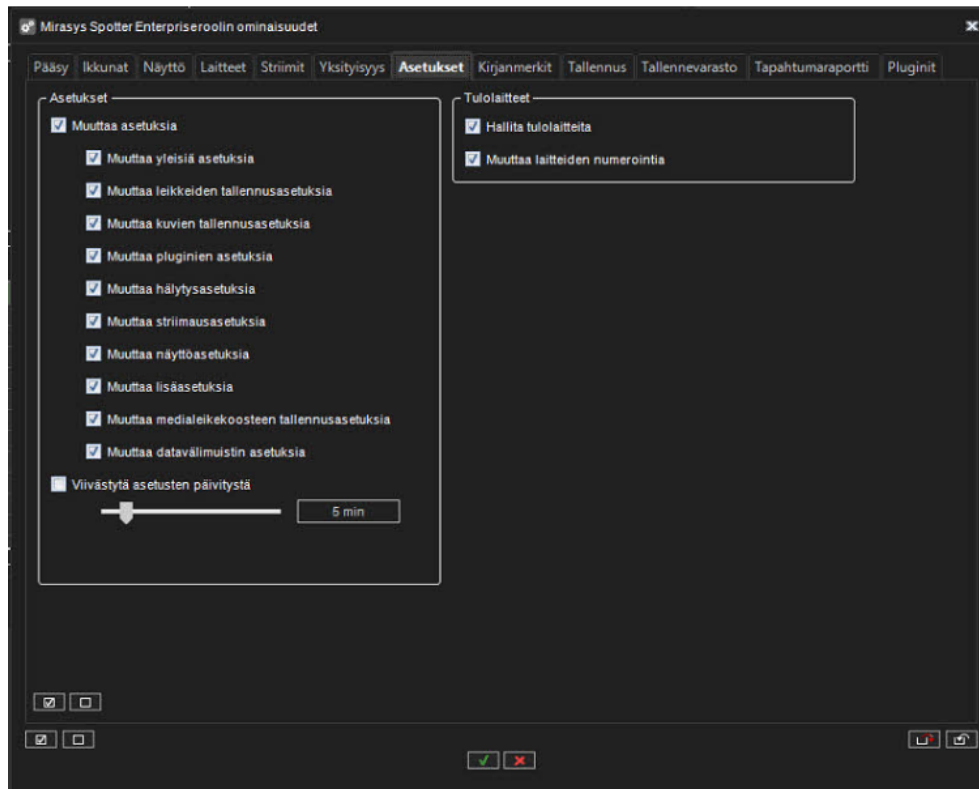 Mirasys Spotter Enterpriseroolin ominaisuudet
Pääsy Ikkunat Näyttö Laitteet Striimit Yksityisyys Asetukset Kirjanmerkit Tallennus Tallennevarasto Tapahtumaraportti Pluginit
Asetukset
Muuttaa asetuksia
Muuttaa yleisiä asetuksia
Muuttaa leikkeiden tallennusasetuksia
Muuttaa kuvien tallennusasetuksia
Muuttaa pluginien asetuksia
Muuttaa hälytysasetuksia
Muuttaa striimausasetuksia
Muuttaa näyttöasetuksia
Muuttaa lisäasetuksia
Muuttaa medialeikekoosteen tallennusasetuksia
Muuttaa datavälimuistin asetuksia
Viivästytä asetusten päivitystä
5 min
Tulolaitteet
Hallita tulolaitteita
Muuttaa laitteiden numerointia